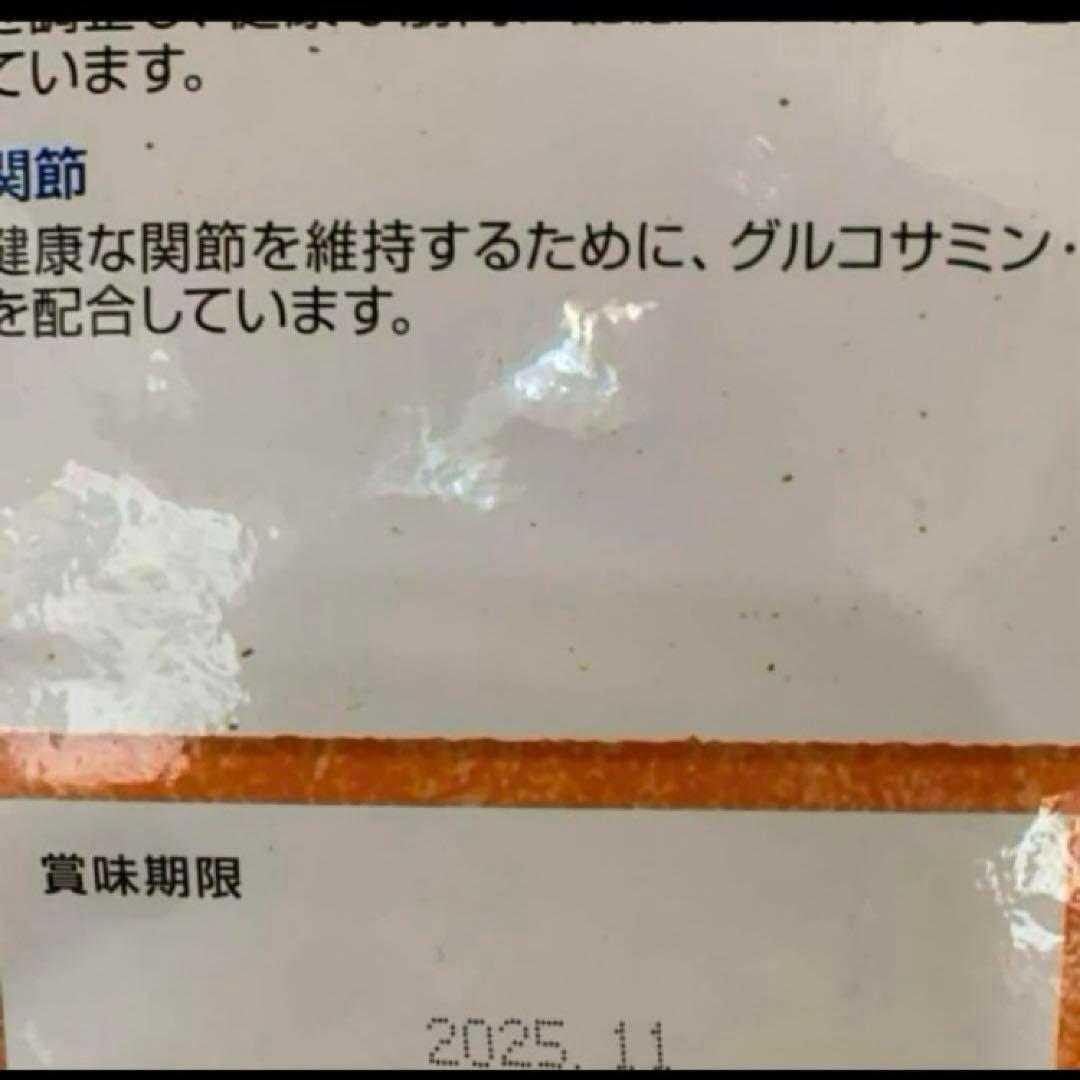 ています。
関節
健康な関節を維持するために、グルコサミン・
を配合しています。
賞味期限
2025.11